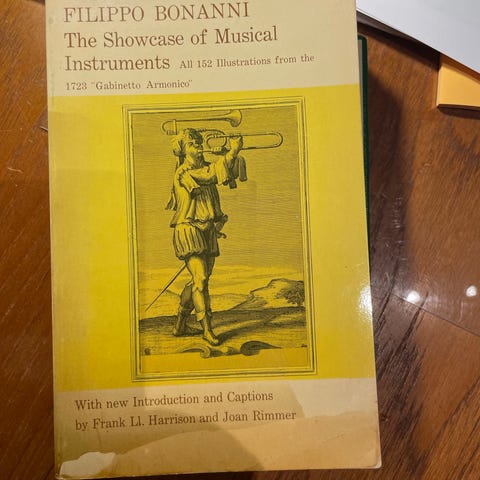 FILIPPO BONANNI
The Showcase of Musical
Instruments All 152 Illustrations from the
1723 "Gabinetto Armonico"
With new Introduction and Captions
by Frank Ll. Harrison and Joan Rimmer